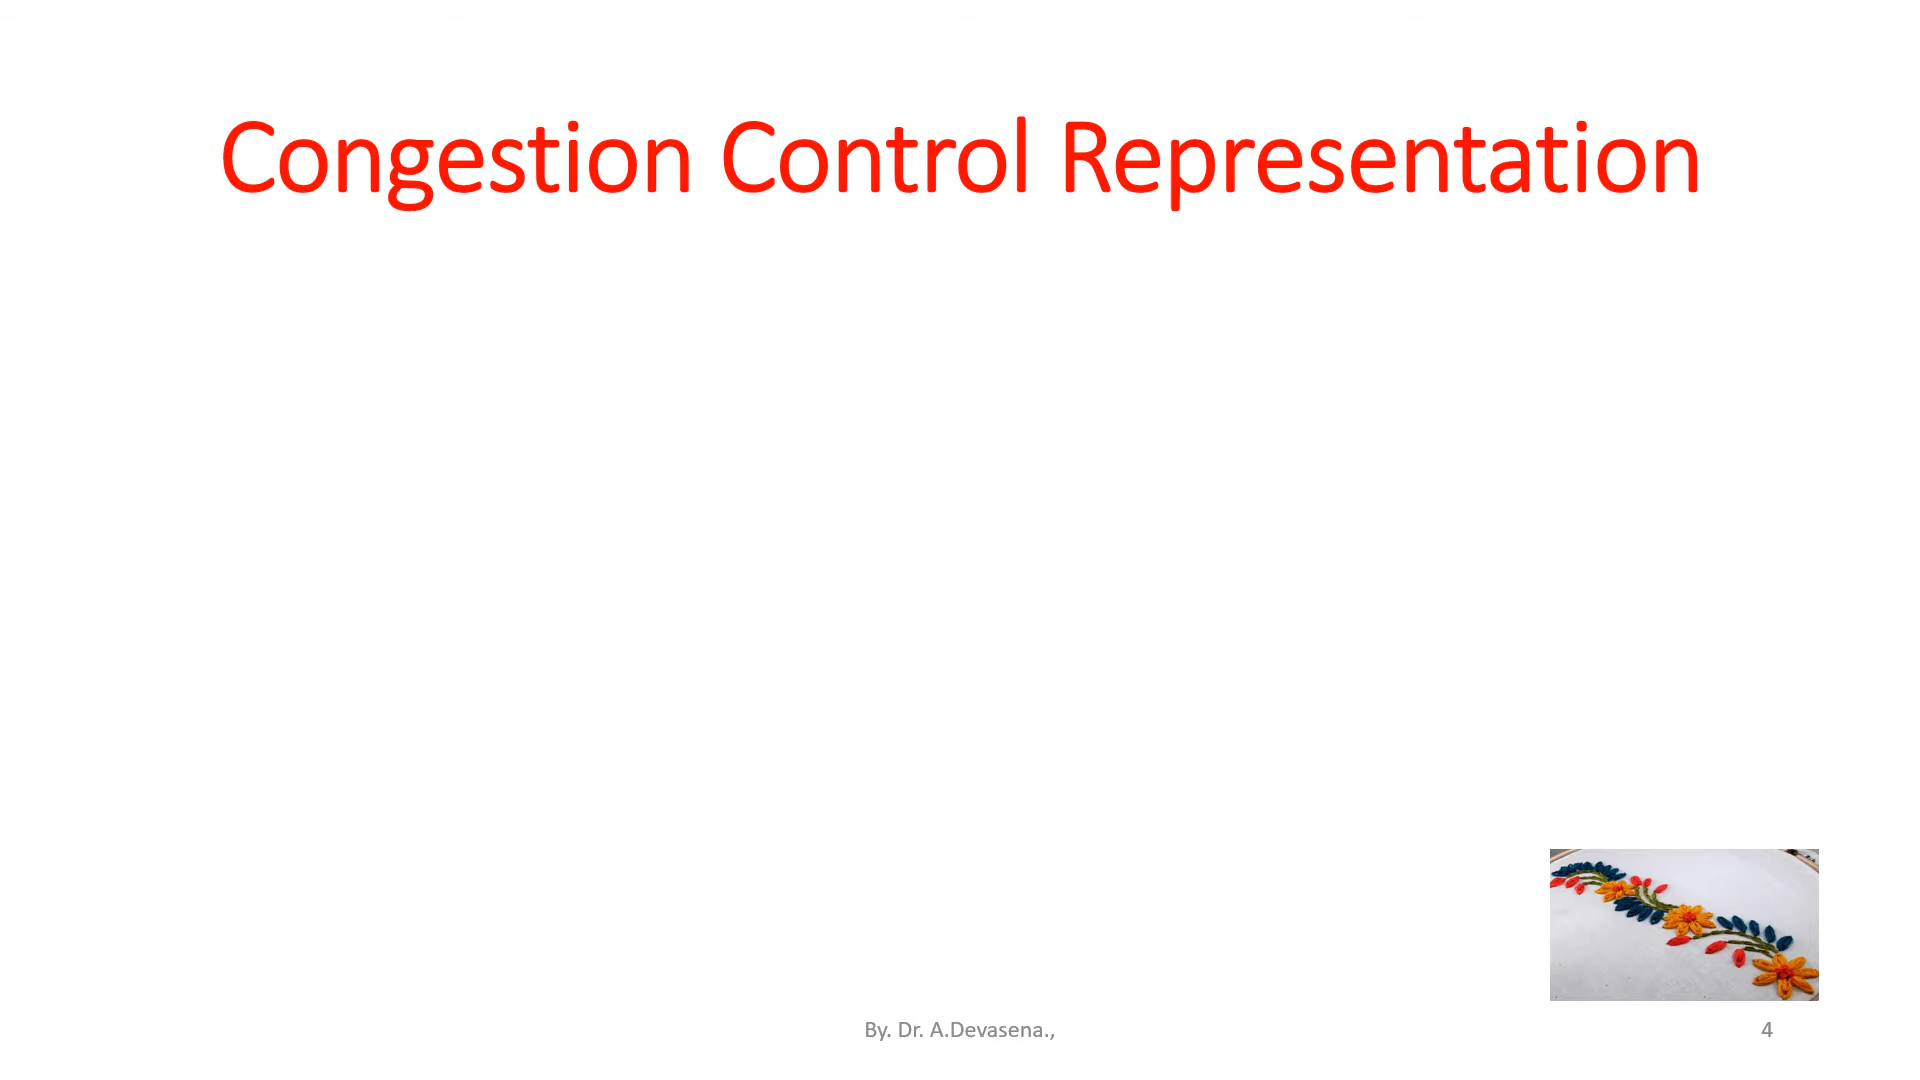 Congestion Control Representation
By. Dr. A.Devasena.,
4